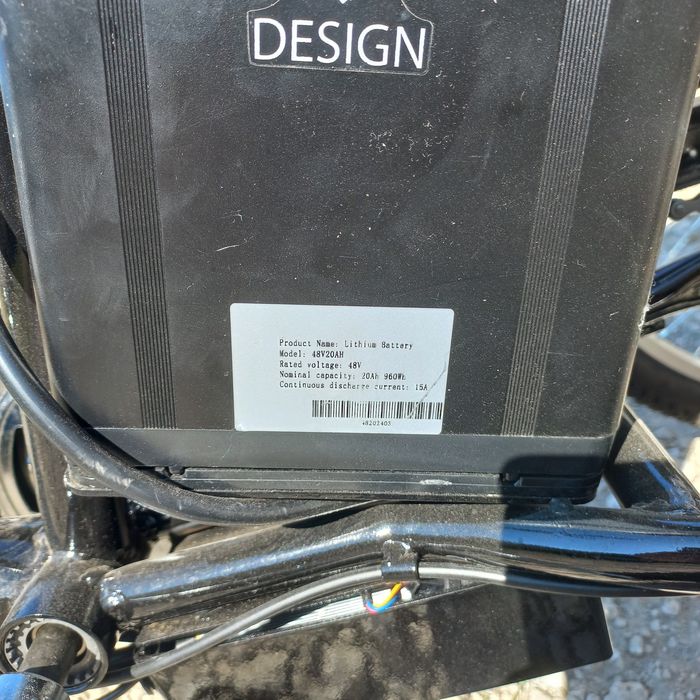 DESIGN
Product Name: Lithium Battery
Model: 48V20AH
Rated voltage: 48V
Nominal capacity: 20Ah 960Wh
Continuous discharge current: 15A
48202403